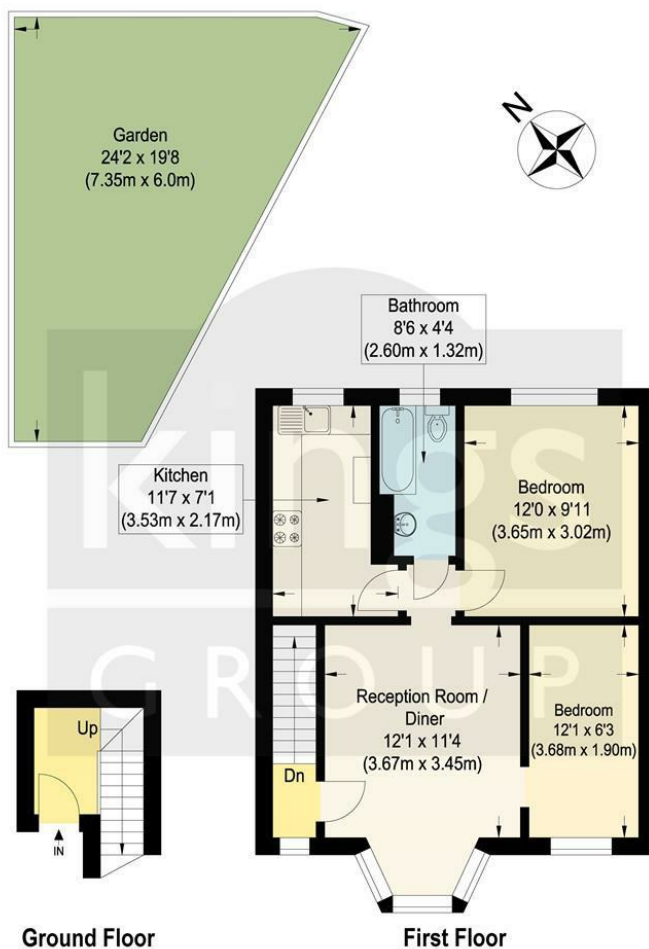 Garden
24'2 x 19'8
(7.35m x 6.0m)
N
Bathroom
8'6 x 4'4
(2.60m x 1.32m)
Kitchen
11'7 x 7'1
(3.53m x 2.17m)
Bedroom
12'0 x 9'11
(3.65m x 3.02m)
kings
GROUP
Reception Room /
Diner
12'1 x 11'4
(3.67m x 3.45m)
Bedroom
12'1 x 6'3
(3.68m x 1.90m)
Up
Dn
IN
Ground Floor
First Floor